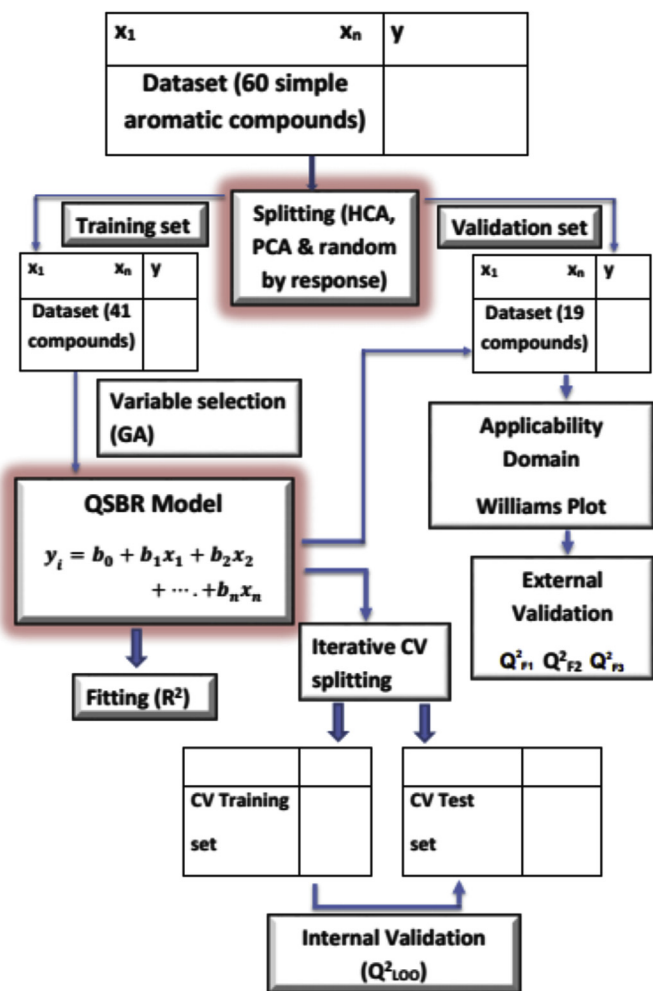 x₁ xₙ y
Dataset (60 simple
aromatic compounds)
Splitting (HCA,
PCA & random
by response)
Training set
Validation set
x₁ xₙ y
Dataset (41
compounds)
x₁ xₙ y
Dataset (19
compounds)
Variable selection
(GA)
Applicability
Domain
Williams Plot
QSBR Model
yᵢ = b₀ + b₁x₁ + b₂x₂
+ ⋯. +bₙxₙ
External
Validation
Q²F1 Q²F2 Q²F3
Iterative CV
splitting
Fitting (R²)
CV Training
set
CV Test
set
Internal Validation
(Q²LOO)